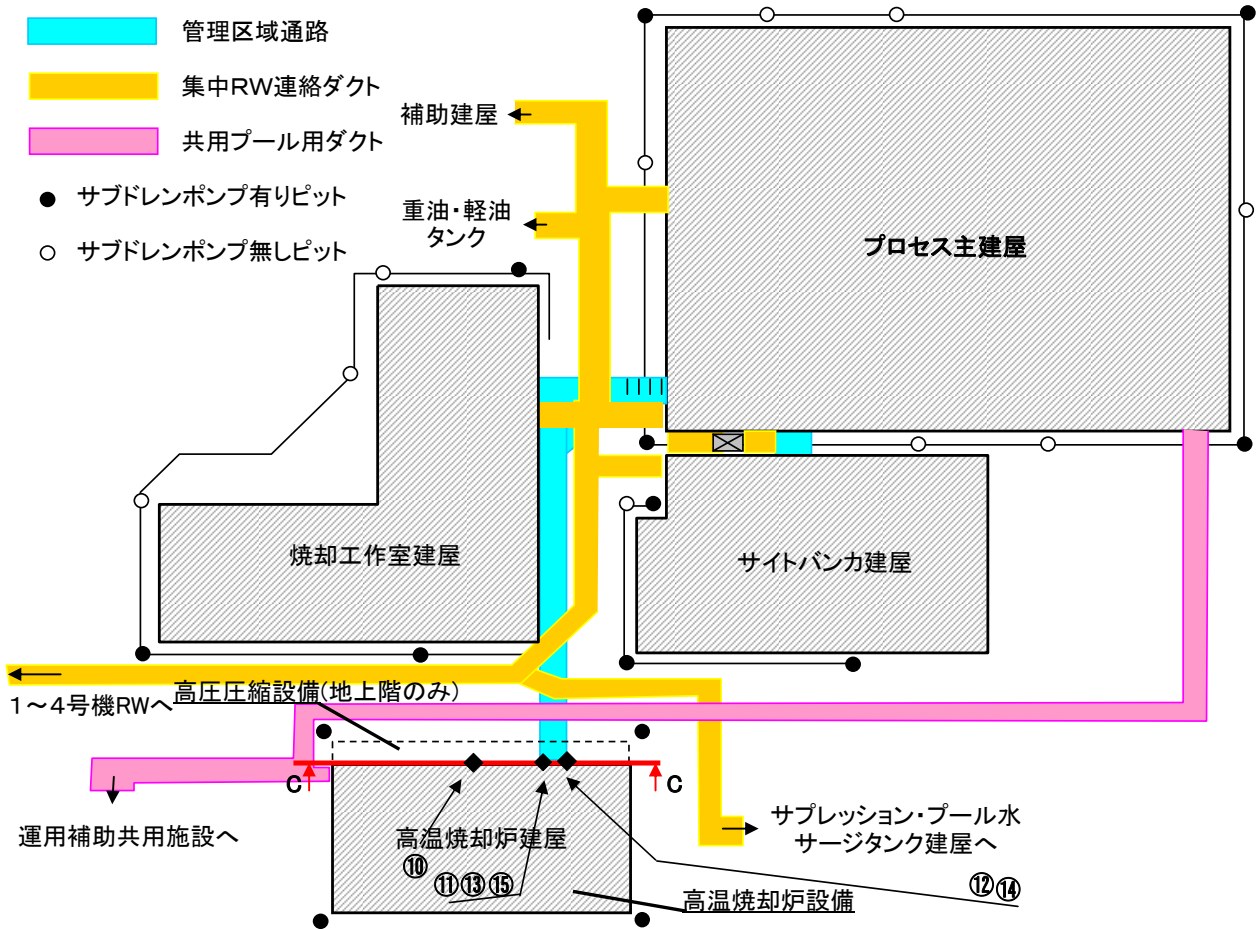 管理区域通路
集中RW連絡ダクト
共用プール用ダクト
サブドレンポンプ有りピット
サブドレンポンプ無しピット
補助建屋
重油・軽油
タンク
プロセス主建屋
焼却工作室建屋
サイトバンカ建屋
1～4号機RWへ
高圧圧縮設備(地上階のみ)
C
C
運用補助共用施設へ
高温焼却炉建屋
⑩
⑪⑬⑮
サプレッション・プール水
サージタンク建屋へ
⑫⑭
高温焼却炉設備